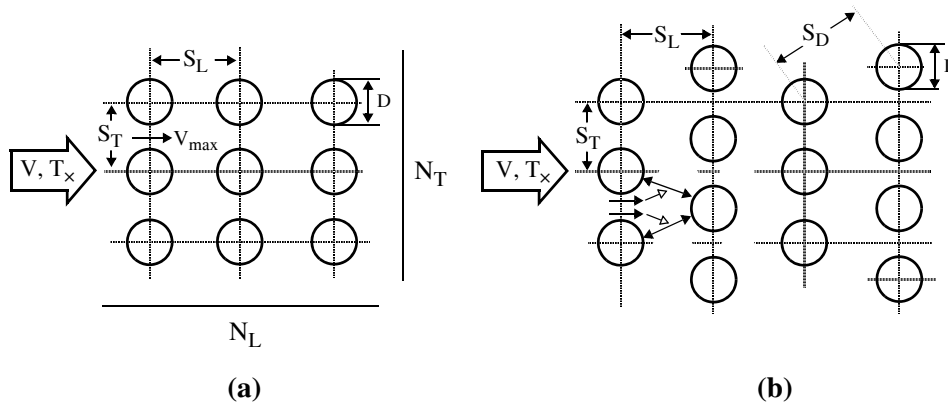 S_L
D
S_T
V_max
V, T_×
N_T
N_L
(a)
S_L
S_D
S_T
V, T_×
(b)